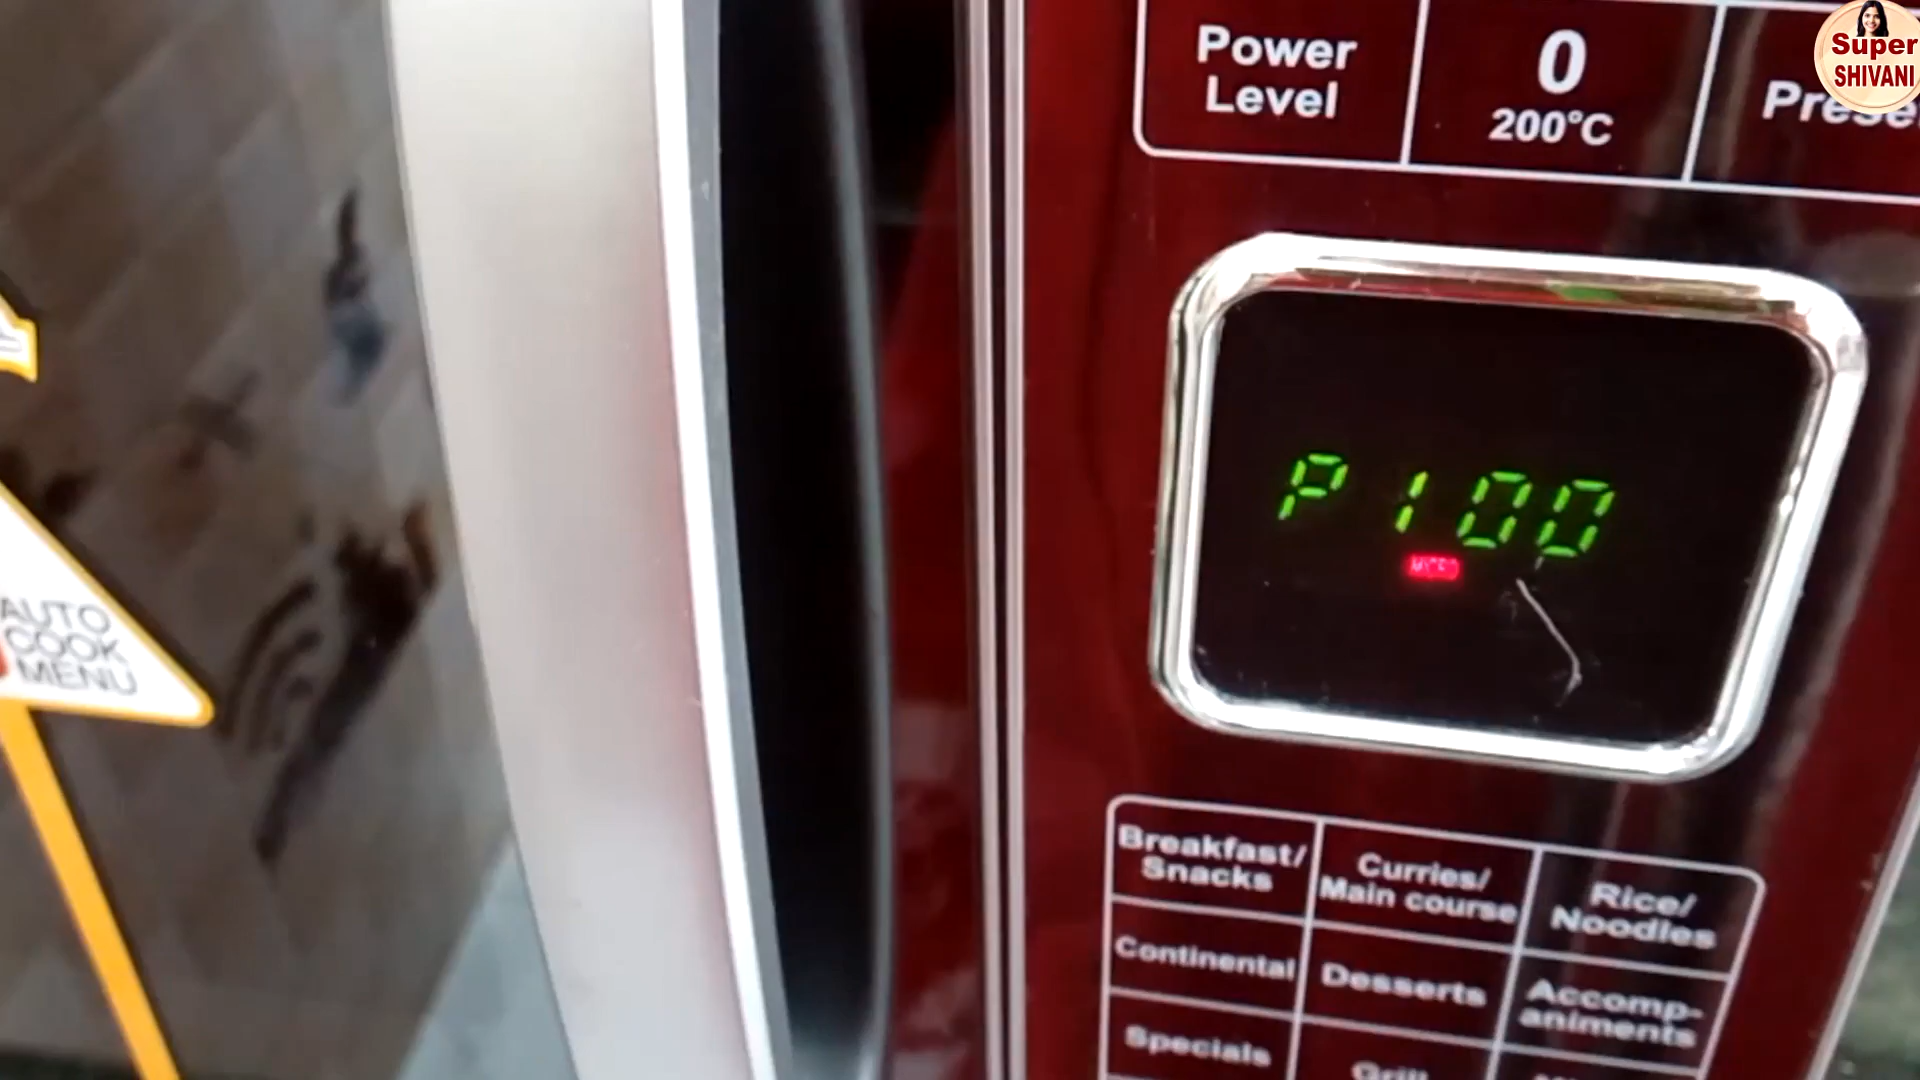 Super
SHIVANI
Power
Level
0
200°C
P100
MICRO
AUTO
COOK
MENU
Breakfast/
Snacks
Curries/
Main course
Rice/
Noodles
Continental
Desserts
Accomp-
animents
Specials
Grill